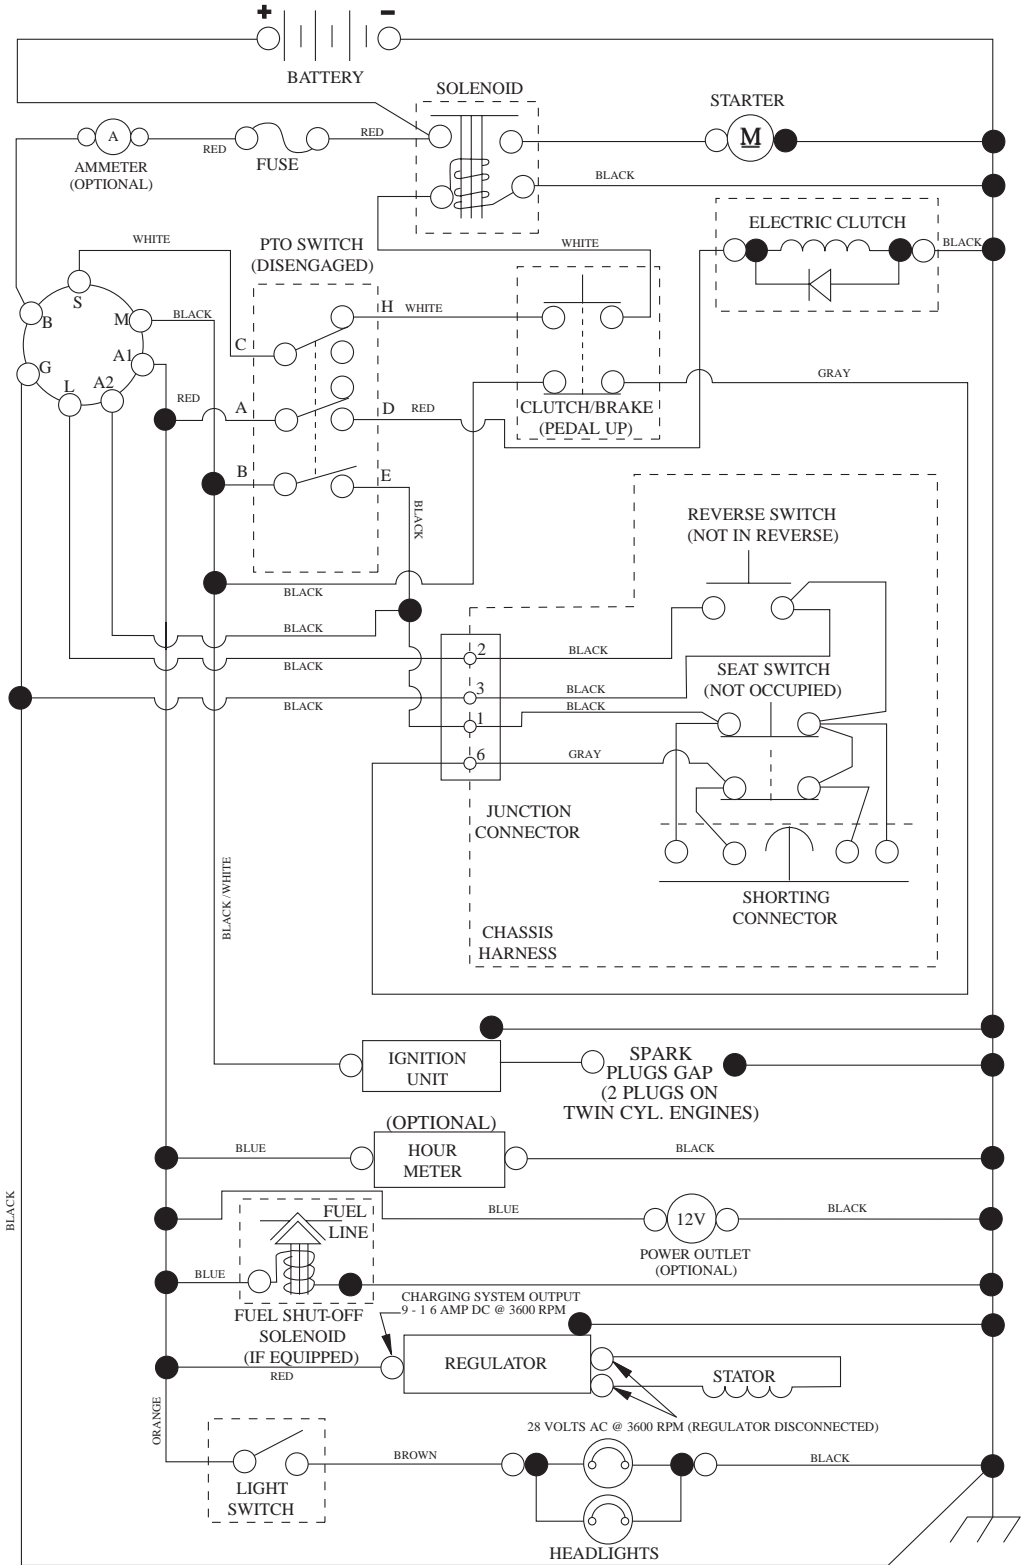 + −
BATTERY
SOLENOID
STARTER
A
M
AMMETER
(OPTIONAL)
RED
FUSE
RED
BLACK
WHITE
PTO SWITCH
(DISENGAGED)
WHITE
ELECTRIC CLUTCH
BLACK
S
B
M
BLACK
H
WHITE
C
A1
G
L
A2
RED
A
D
RED
GRAY
CLUTCH/BRAKE
(PEDAL UP)
B
E
BLACK
REVERSE SWITCH
(NOT IN REVERSE)
BLACK
BLACK
BLACK
2
BLACK
SEAT SWITCH
(NOT OCCUPIED)
3
BLACK
BLACK
BLACK
1
6
GRAY
JUNCTION
CONNECTOR
BLACK /WHITE
SHORTING
CONNECTOR
CHASSIS
HARNESS
IGNITION
UNIT
SPARK
PLUGS GAP
(2 PLUGS ON
TWIN CYL. ENGINES)
(OPTIONAL)
BLUE
HOUR
METER
BLACK
BLACK
FUEL
LINE
BLUE
12V
BLACK
POWER OUTLET
(OPTIONAL)
BLUE
FUEL SHUT-OFF
SOLENOID
(IF EQUIPPED)
CHARGING SYSTEM OUTPUT
9 - 1 6 AMP DC @ 3600 RPM
RED
REGULATOR
STATOR
28 VOLTS AC @ 3600 RPM (REGULATOR DISCONNECTED)
ORANGE
BROWN
BLACK
LIGHT
SWITCH
HEADLIGHTS